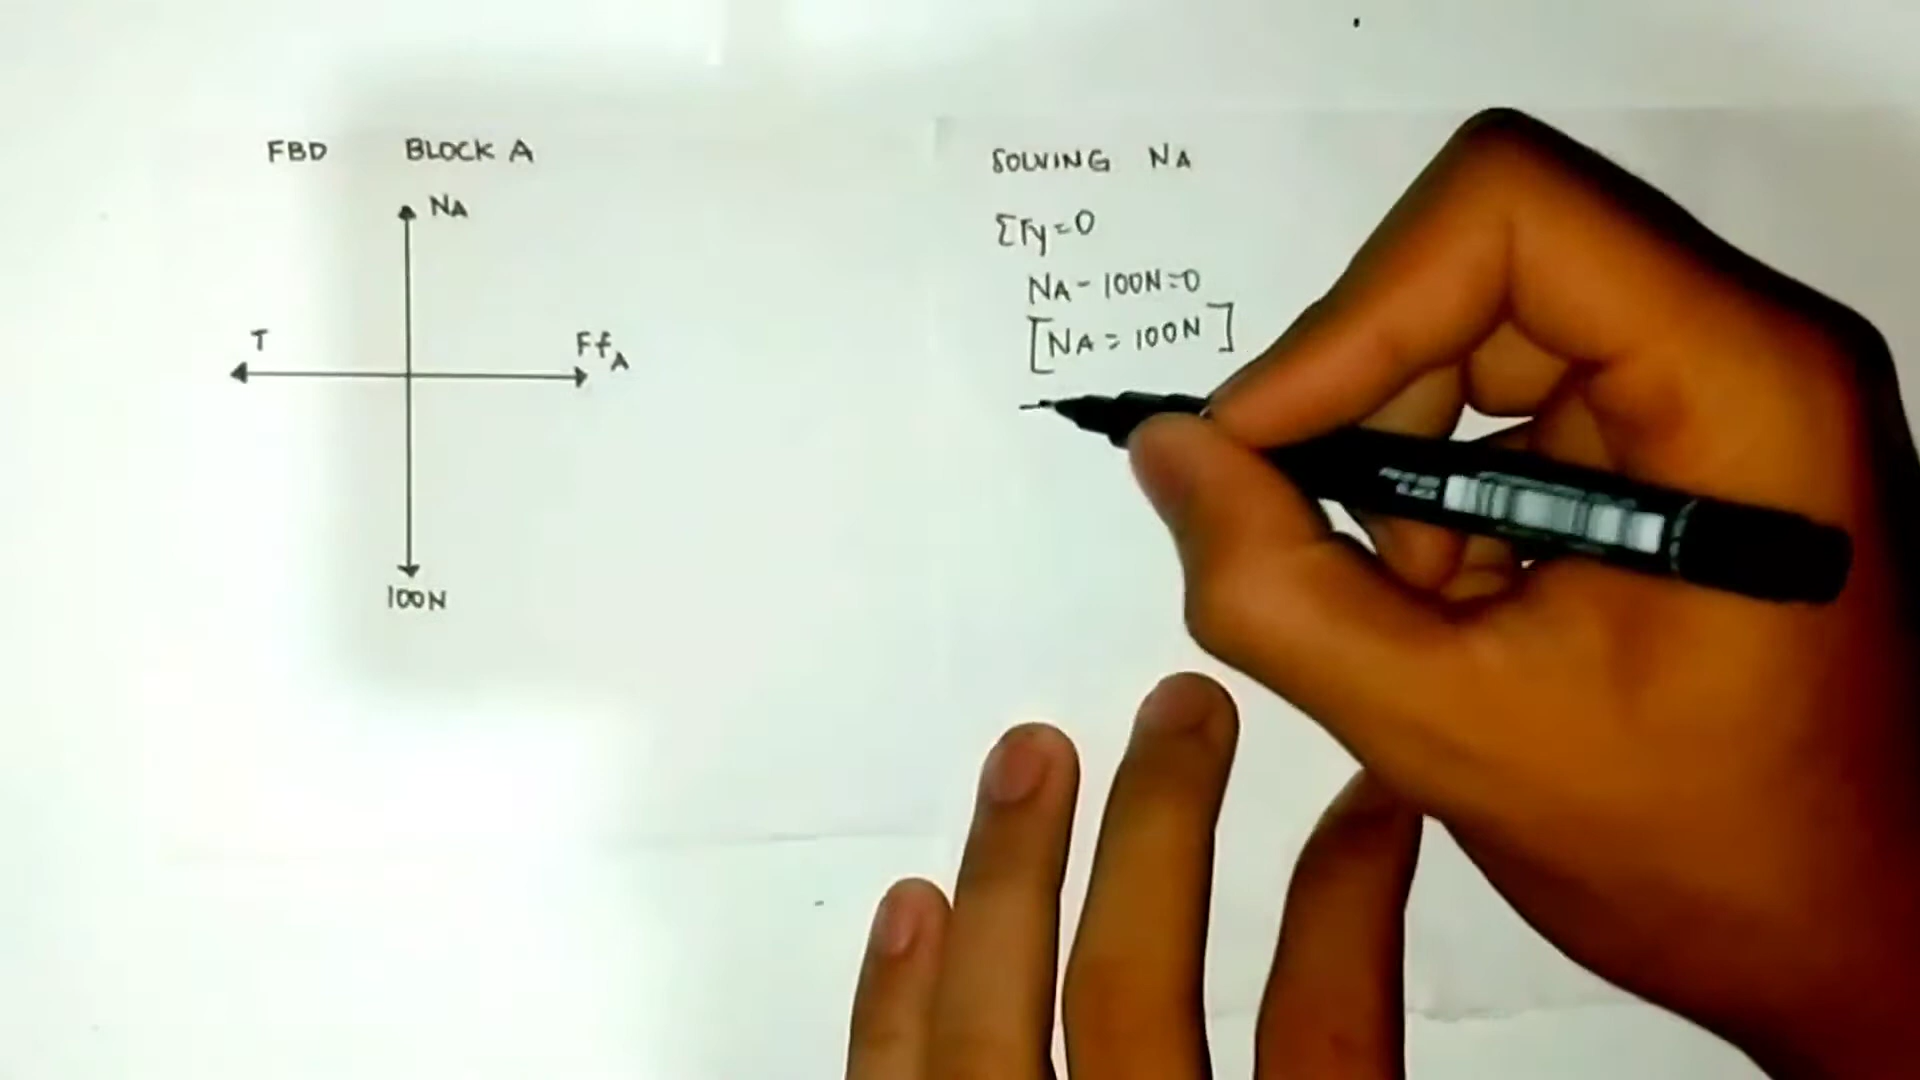 FBD BLOCK A
NA
T
FfA
100N
SOLVING NA
ΣFy=0
NA - 100N=0
[NA = 100N]